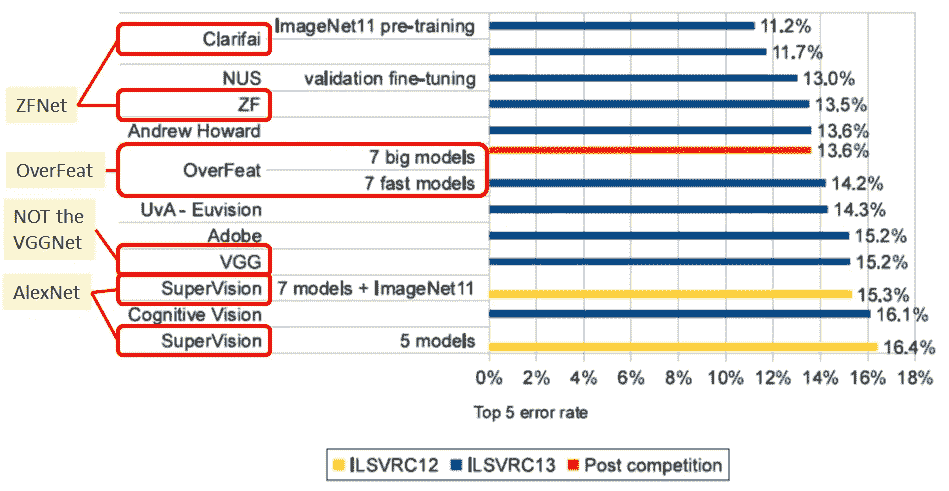 Clarifai ImageNet11 pre-training 11.2%
11.7%
NUS validation fine-tuning 13.0%
ZFNet
ZF 13.5%
Andrew Howard 13.6%
7 big models 13.6%
OverFeat
OverFeat
7 fast models 14.2%
UvA - Euvision 14.3%
NOT the
VGGNet
Adobe 15.2%
VGG 15.2%
AlexNet
SuperVision 7 models + ImageNet11 15.3%
Cognitive Vision 16.1%
SuperVision 5 models 16.4%
0% 2% 4% 6% 8% 10% 12% 14% 16% 18%
Top 5 error rate
ILSVRC12 ILSVRC13 Post competition